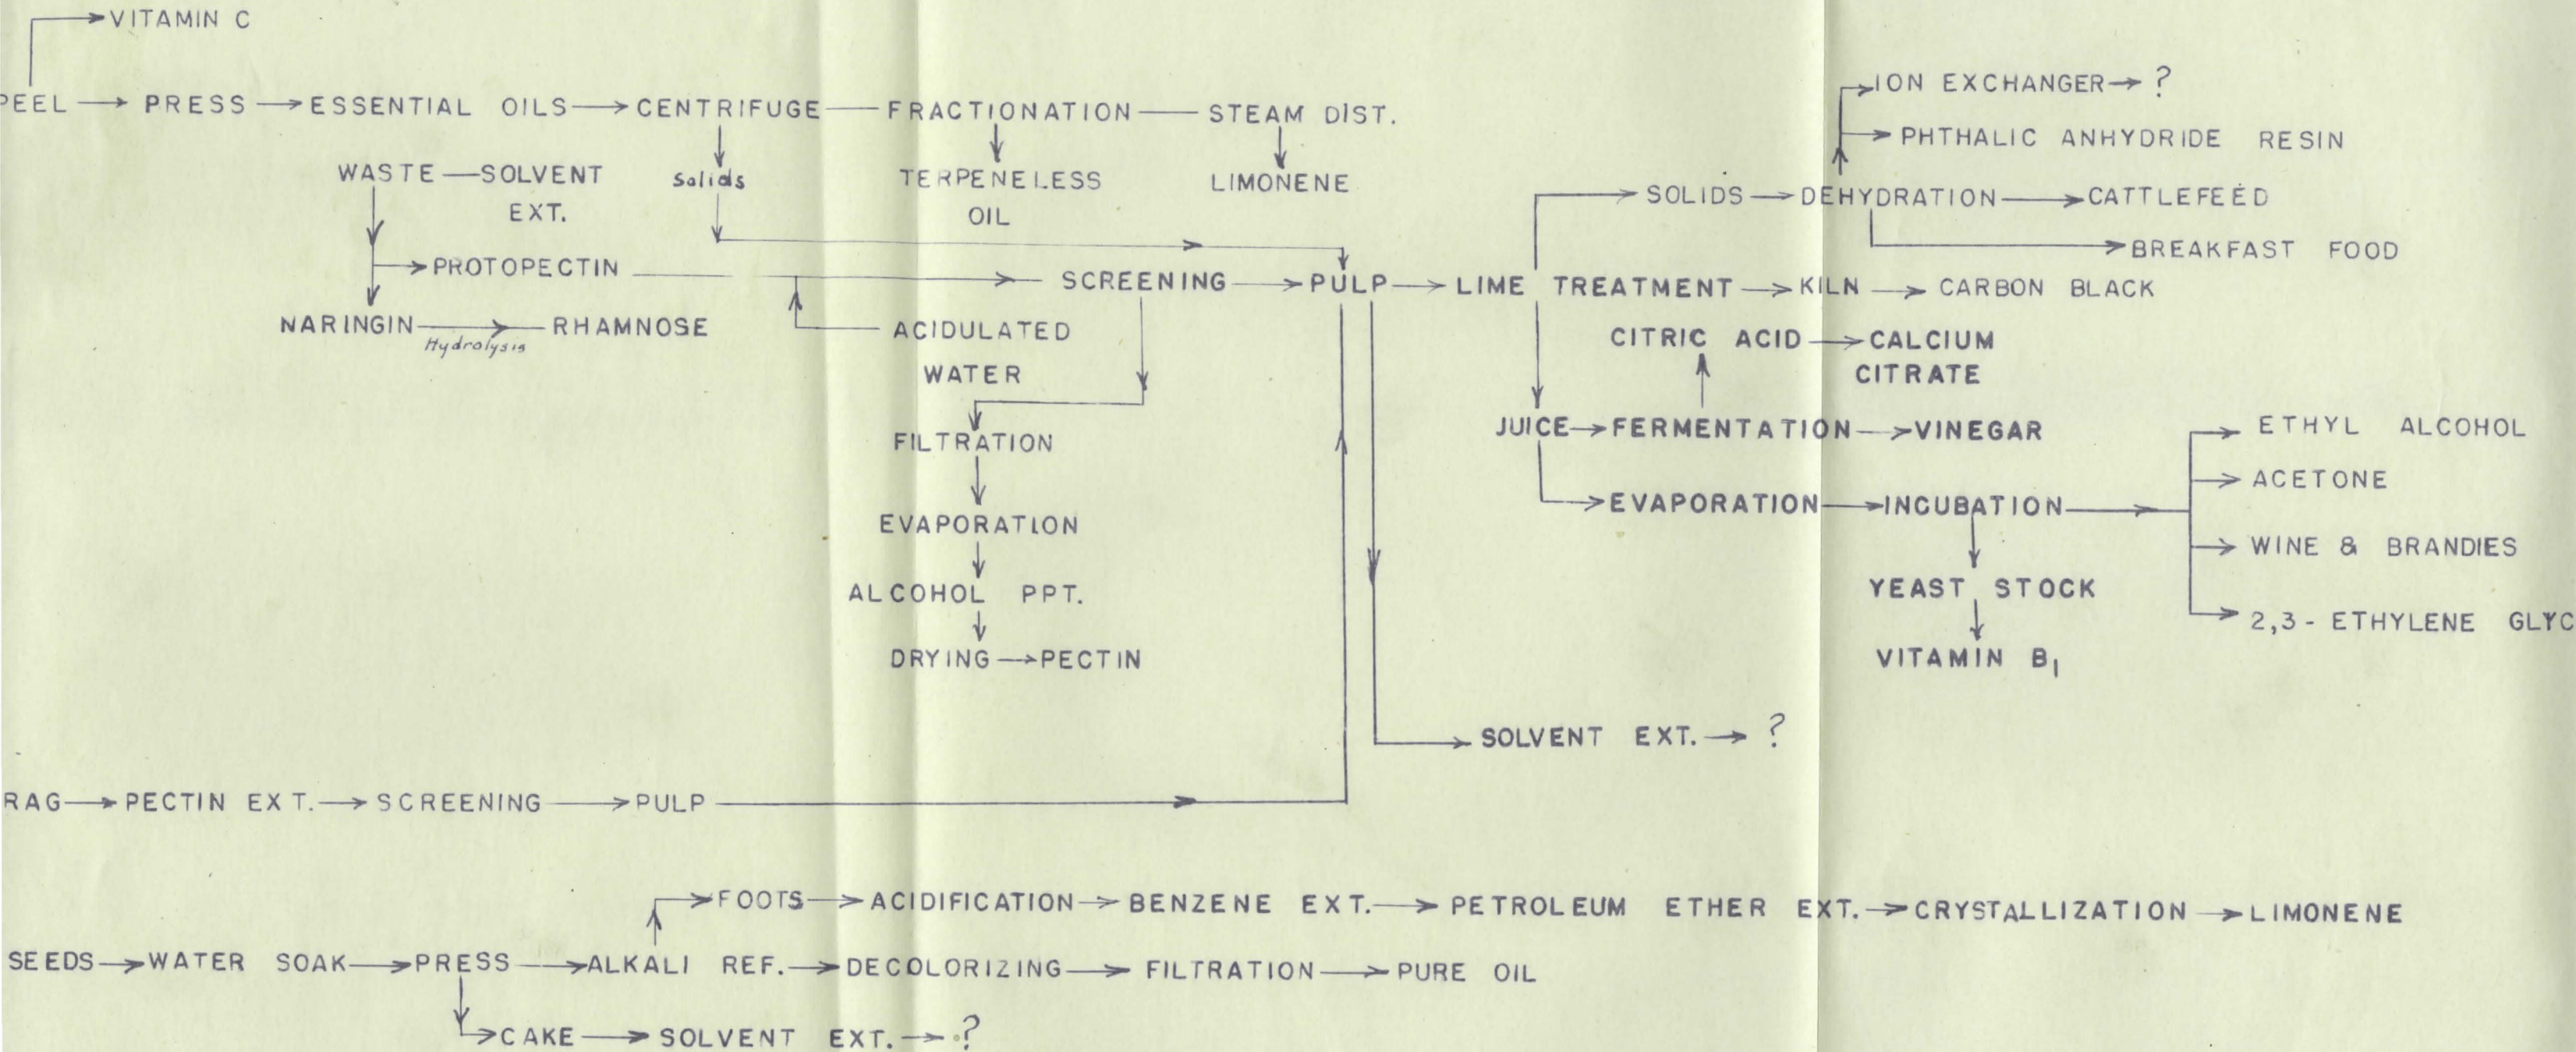 VITAMIN C
PEEL → PRESS → ESSENTIAL OILS → CENTRIFUGE — FRACTIONATION — STEAM DIST.
WASTE — SOLVENT
EXT.
Solids
TERPENELESS
OIL
LIMONENE
PROTOPECTIN → SCREENING → PULP → LIME TREATMENT → KILN → CARBON BLACK
NARINGIN → RHAMNOSE
Hydrolysis
ACIDULATED
WATER
FILTRATION
EVAPORATION
ALCOHOL PPT.
DRYING → PECTIN
ION EXCHANGER → ?
PHTHALIC ANHYDRIDE RESIN
SOLIDS → DEHYDRATION → CATTLEFEED
BREAKFAST FOOD
CITRIC ACID → CALCIUM
CITRATE
JUICE → FERMENTATION → VINEGAR
EVAPORATION → INCUBATION
ETHYL ALCOHOL
ACETONE
WINE & BRANDIES
2,3 - ETHYLENE GLYC
YEAST STOCK
VITAMIN B₁
SOLVENT EXT. → ?
RAG → PECTIN EXT. → SCREENING → PULP
FOOTS → ACIDIFICATION → BENZENE EXT. → PETROLEUM ETHER EXT. → CRYSTALLIZATION → LIMONENE
SEEDS → WATER SOAK → PRESS → ALKALI REF. → DECOLORIZING → FILTRATION → PURE OIL
CAKE → SOLVENT EXT. → ?